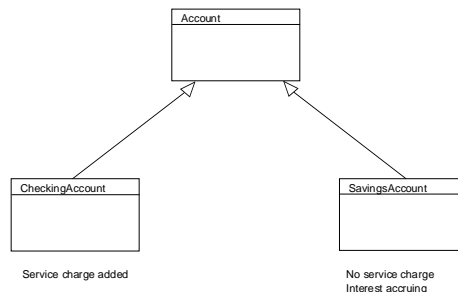 Account
CheckingAccount
SavingsAccount
Service charge added
No service charge
Interest accruing